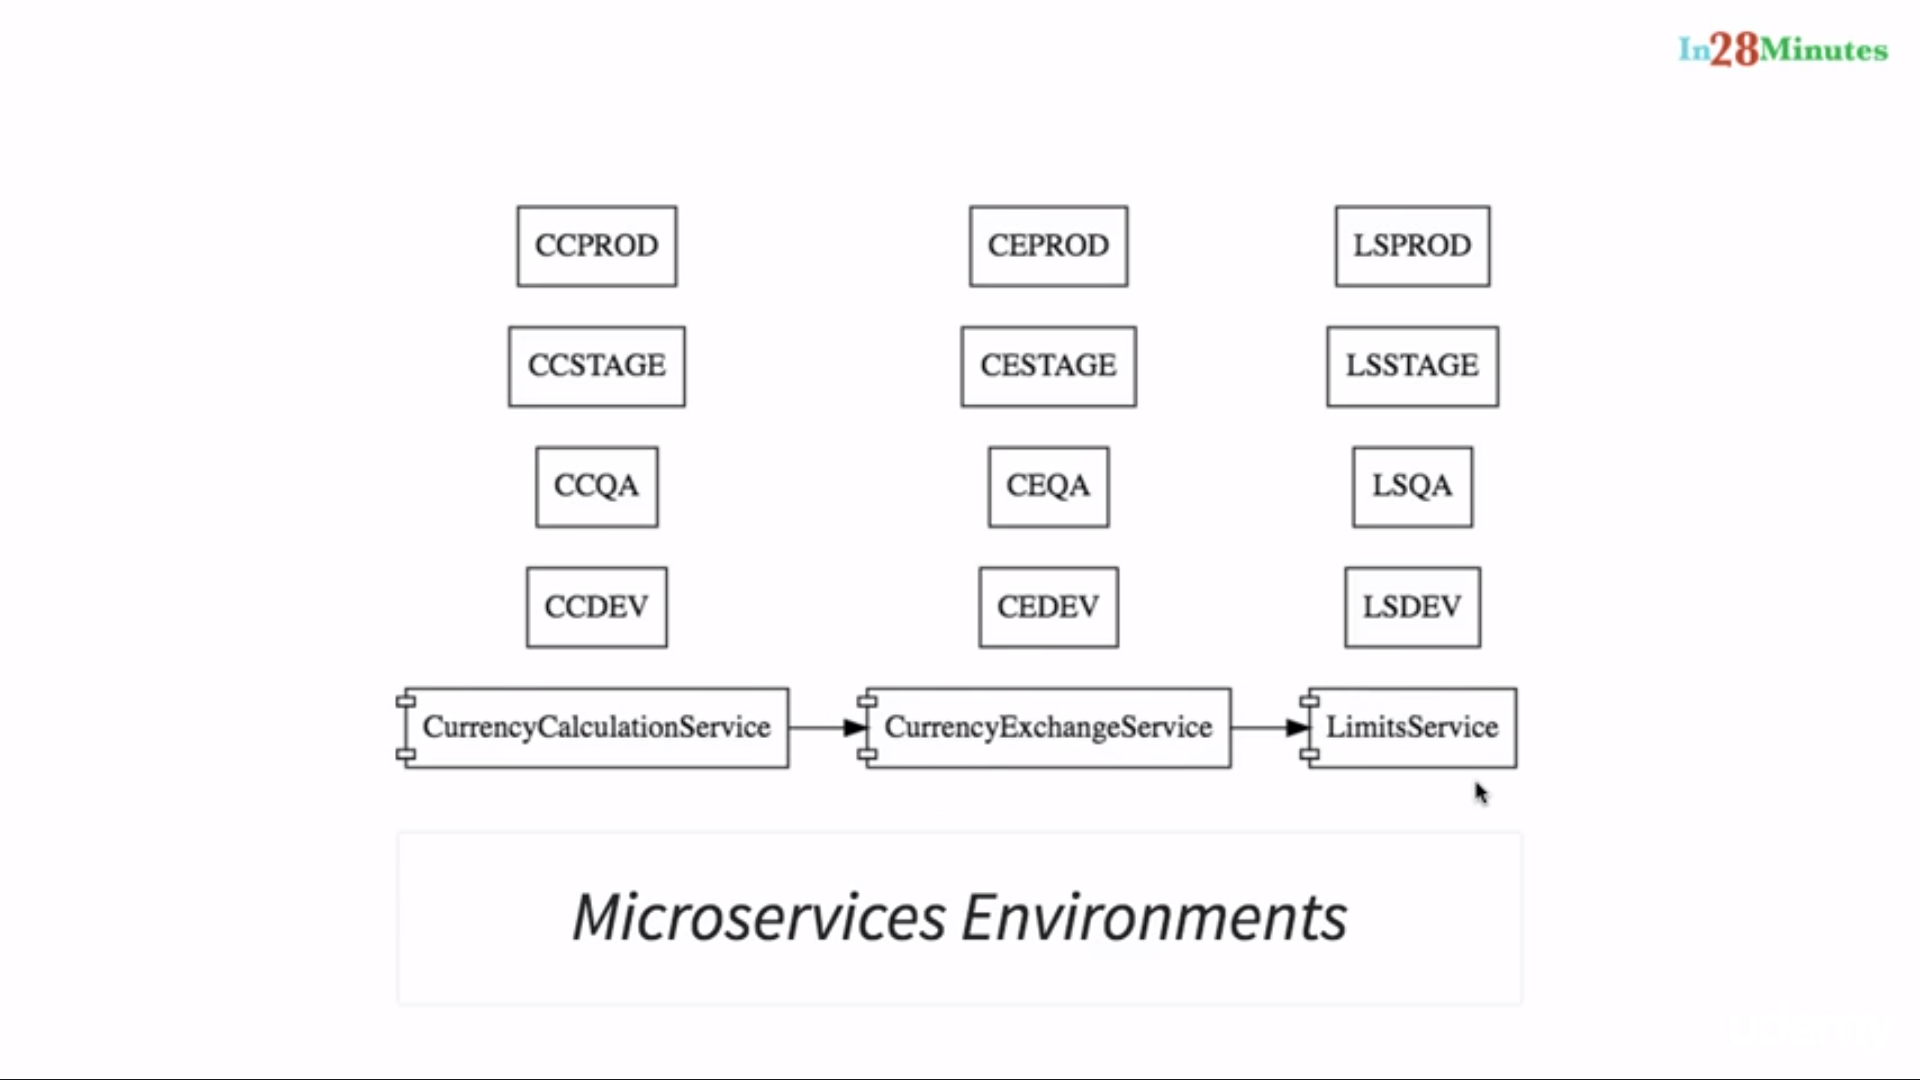 In28Minutes
CCPROD CEPROD LSPROD
CCSTAGE CESTAGE LSSTAGE
CCQA CEQA LSQA
CCDEV CEDEV LSDEV
CurrencyCalculationService CurrencyExchangeService LimitsService
Microservices Environments